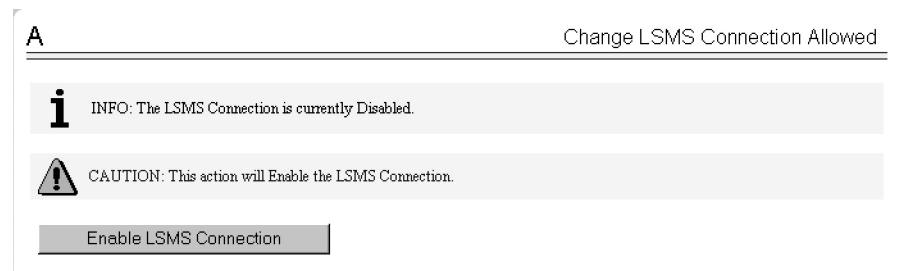 A Change LSMS Connection Allowed
INFO: The LSMS Connection is currently Disabled.
CAUTION: This action will Enable the LSMS Connection.
Enable LSMS Connection